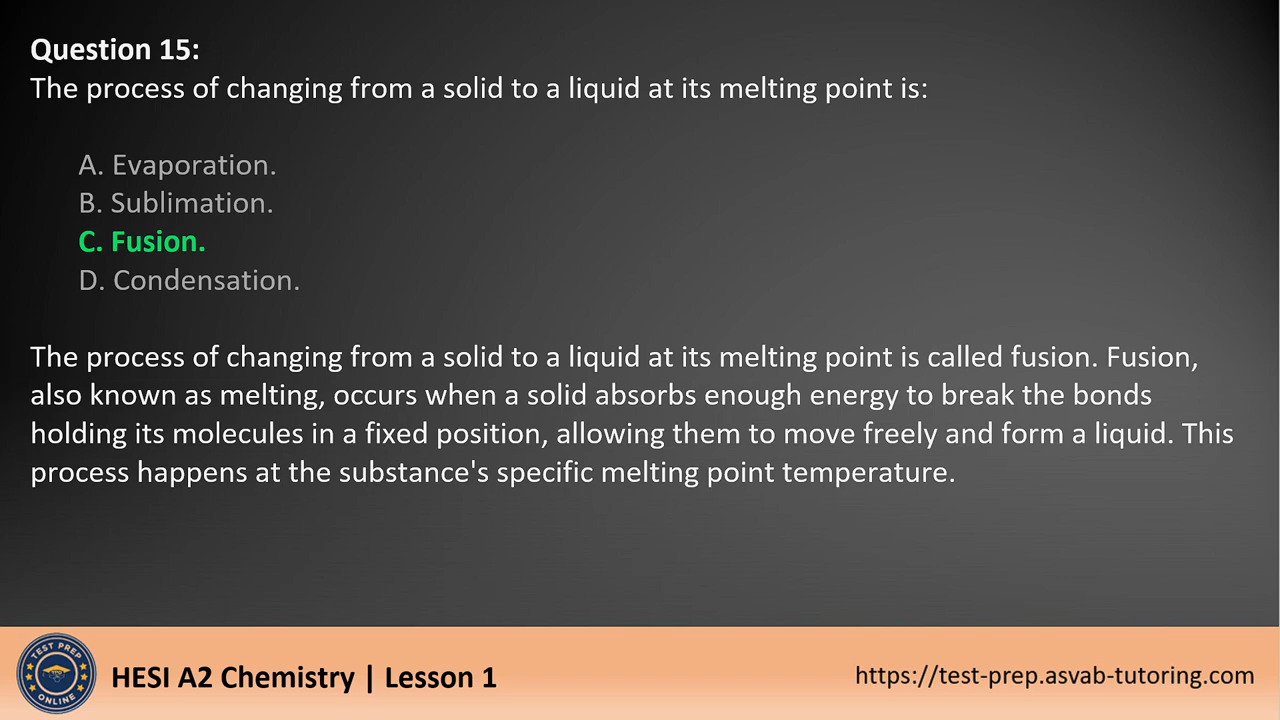 Question 15:
The process of changing from a solid to a liquid at its melting point is:
A. Evaporation.
B. Sublimation.
C. Fusion.
D. Condensation.
The process of changing from a solid to a liquid at its melting point is called fusion. Fusion,
also known as melting, occurs when a solid absorbs enough energy to break the bonds
holding its molecules in a fixed position, allowing them to move freely and form a liquid. This
process happens at the substance's specific melting point temperature.
TEST PREP
ONLINE
HESI A2 Chemistry | Lesson 1
https://test-prep.asvab-tutoring.com